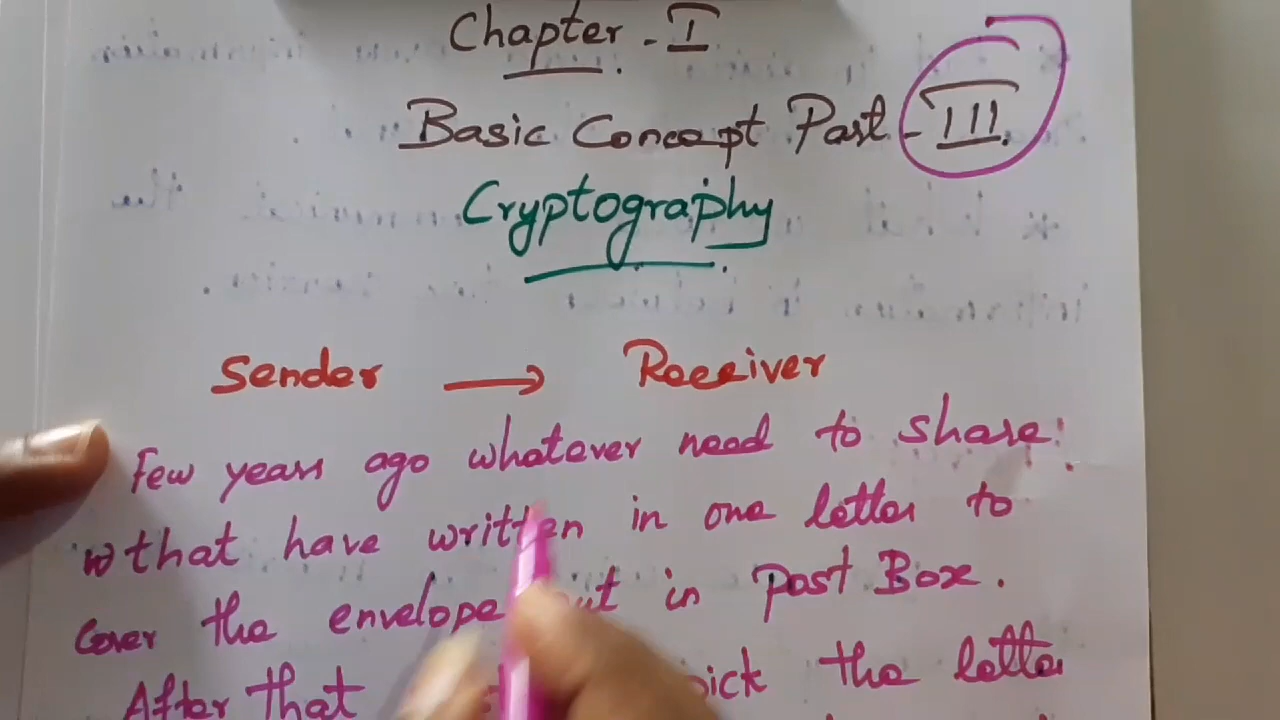 Chapter - I
Basic Concept Part - III
Cryptography
Sender → Receiver
Few years ago whatever need to share
that have written in one letter to
cover the envelope put in Post Box.
After that pick the letter